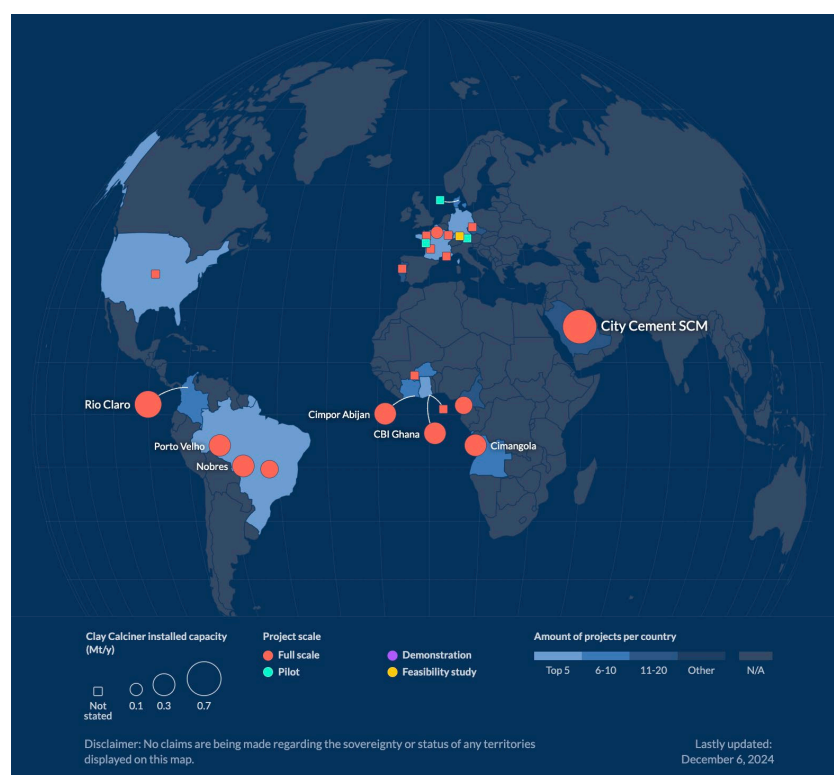 City Cement SCM
Rio Claro
Cimpor Abijan
CBI Ghana
Porto Velho
Cimangola
Nobres
Clay Calciner installed capacity
(Mt/y)
Not
stated
0.1
0.3
0.7
Project scale
Full scale
Pilot
Demonstration
Feasibility study
Amount of projects per country
Top 5
6-10
11-20
Other
N/A
Disclaimer: No claims are being made regarding the sovereignty or status of any territories
displayed on this map.
Lastly updated:
December 6, 2024